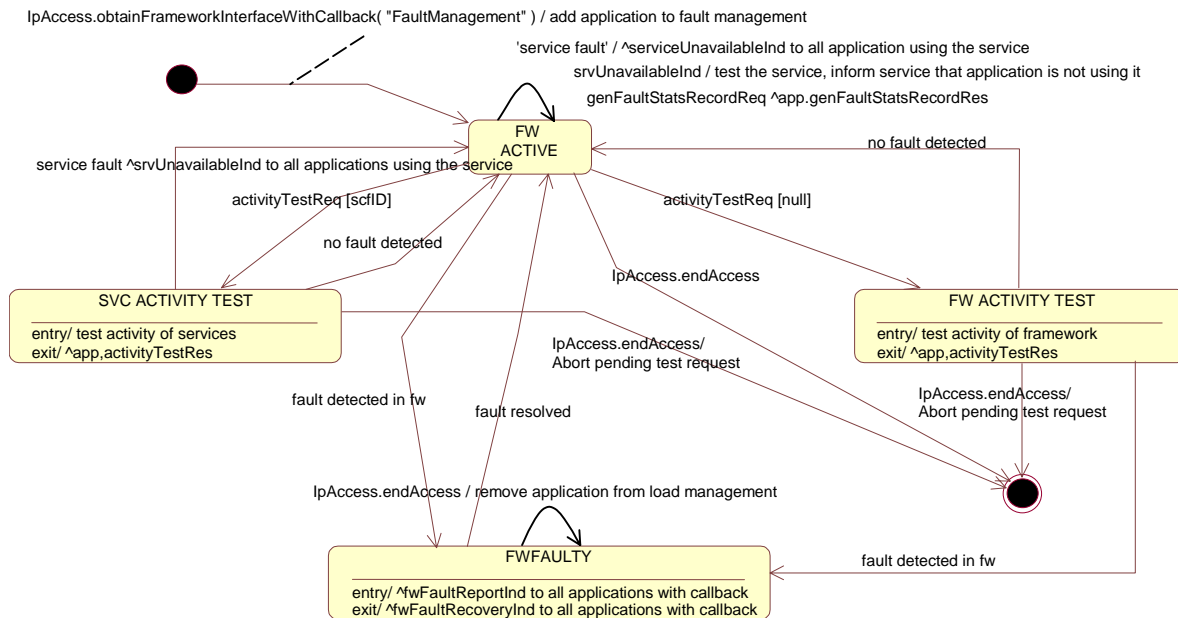 IpAccess.obtainFrameworkInterfaceWithCallback( "FaultManagement" ) / add application to fault management
'service fault' / ^serviceUnavailableInd to all application using the service
srvUnavailableInd / test the service, inform service that application is not using it
genFaultStatsRecordReq ^app.genFaultStatsRecordRes
FW
ACTIVE
no fault detected
service fault ^srvUnavailableInd to all applications using the service
activityTestReq [scfID]
activityTestReq [null]
no fault detected
IpAccess.endAccess
SVC ACTIVITY TEST
entry/ test activity of services
exit/ ^app,activityTestRes
FW ACTIVITY TEST
entry/ test activity of framework
exit/ ^app,activityTestRes
IpAccess.endAccess/
Abort pending test request
fault detected in fw
fault resolved
IpAccess.endAccess/
Abort pending test request
IpAccess.endAccess / remove application from load management
FWFAULTY
entry/ ^fwFaultReportInd to all applications with callback
exit/ ^fwFaultRecoveryInd to all applications with callback
fault detected in fw